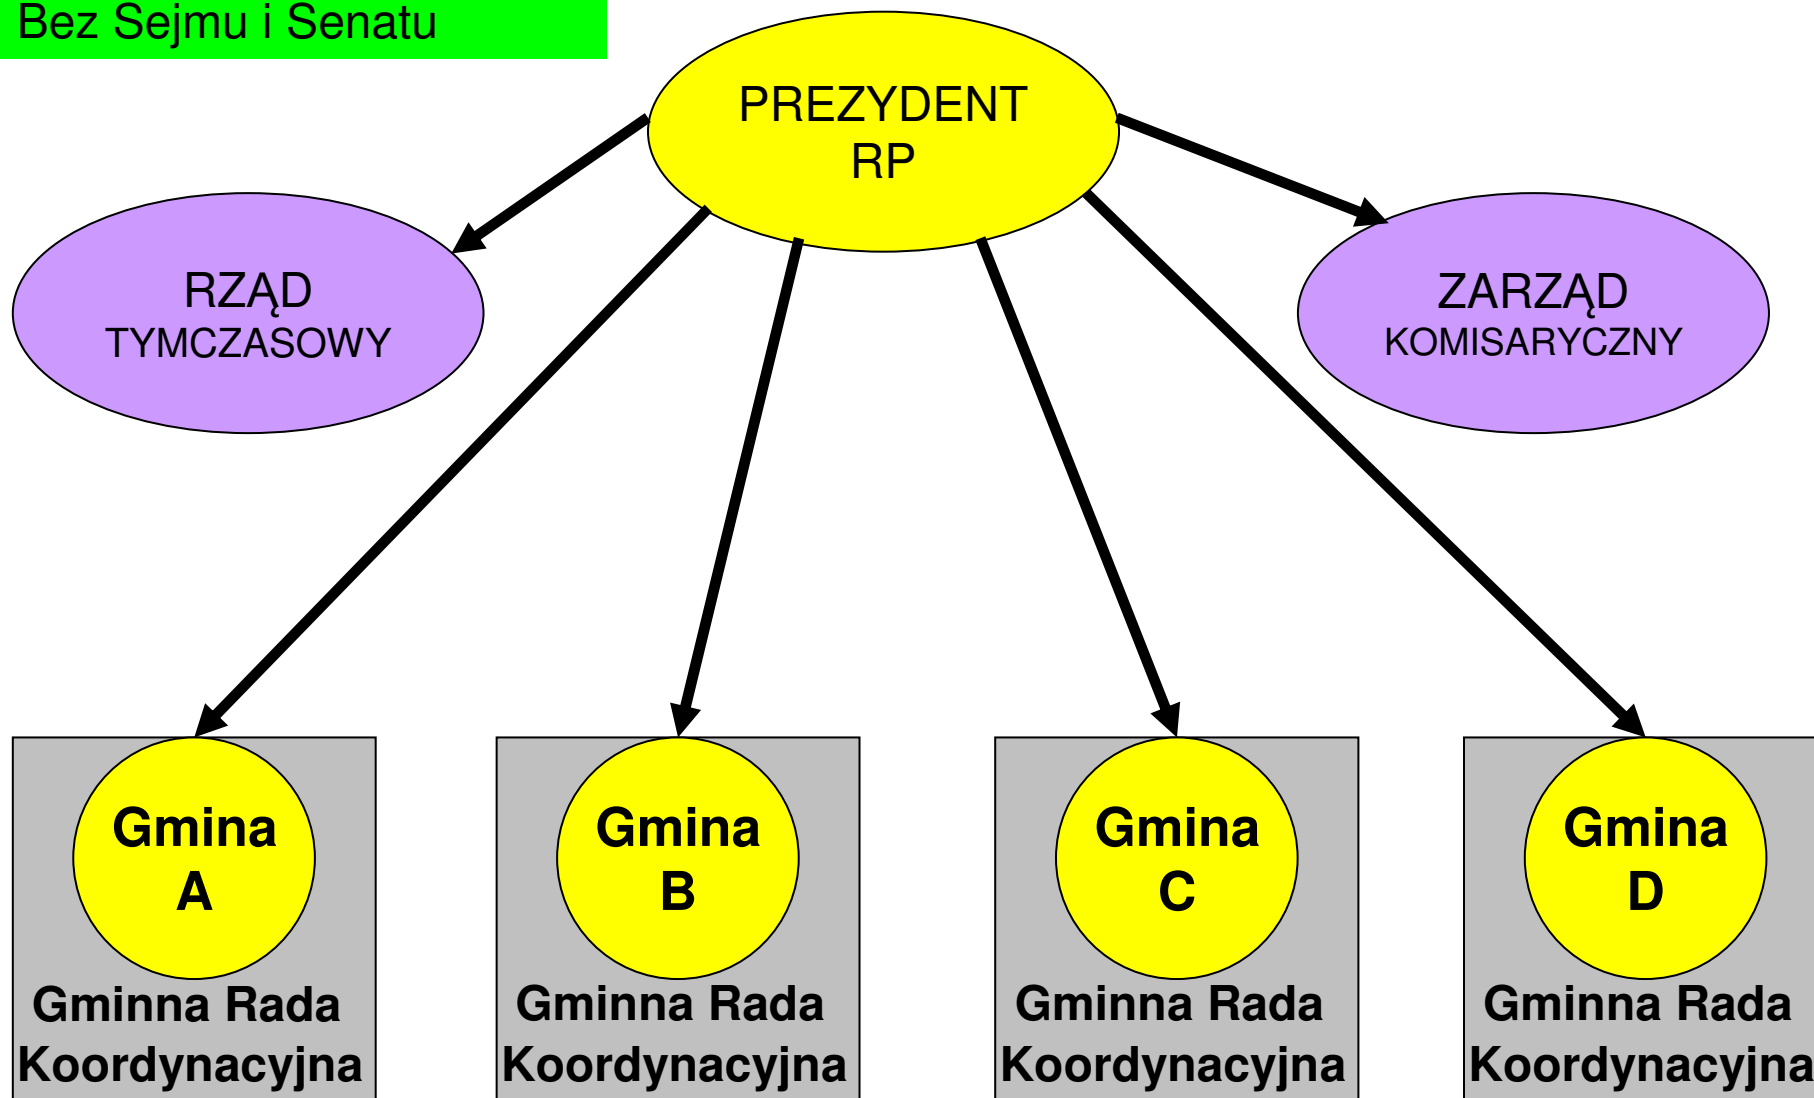 Bez Sejmu i Senatu
PREZYDENT
RP
RZĄD
TYMCZASOWY
ZARZĄD
KOMISARYCZNY
Gmina
A
Gminna Rada
Koordynacyjna
Gmina
B
Gminna Rada
Koordynacyjna
Gmina
C
Gminna Rada
Koordynacyjna
Gmina
D
Gminna Rada
Koordynacyjna